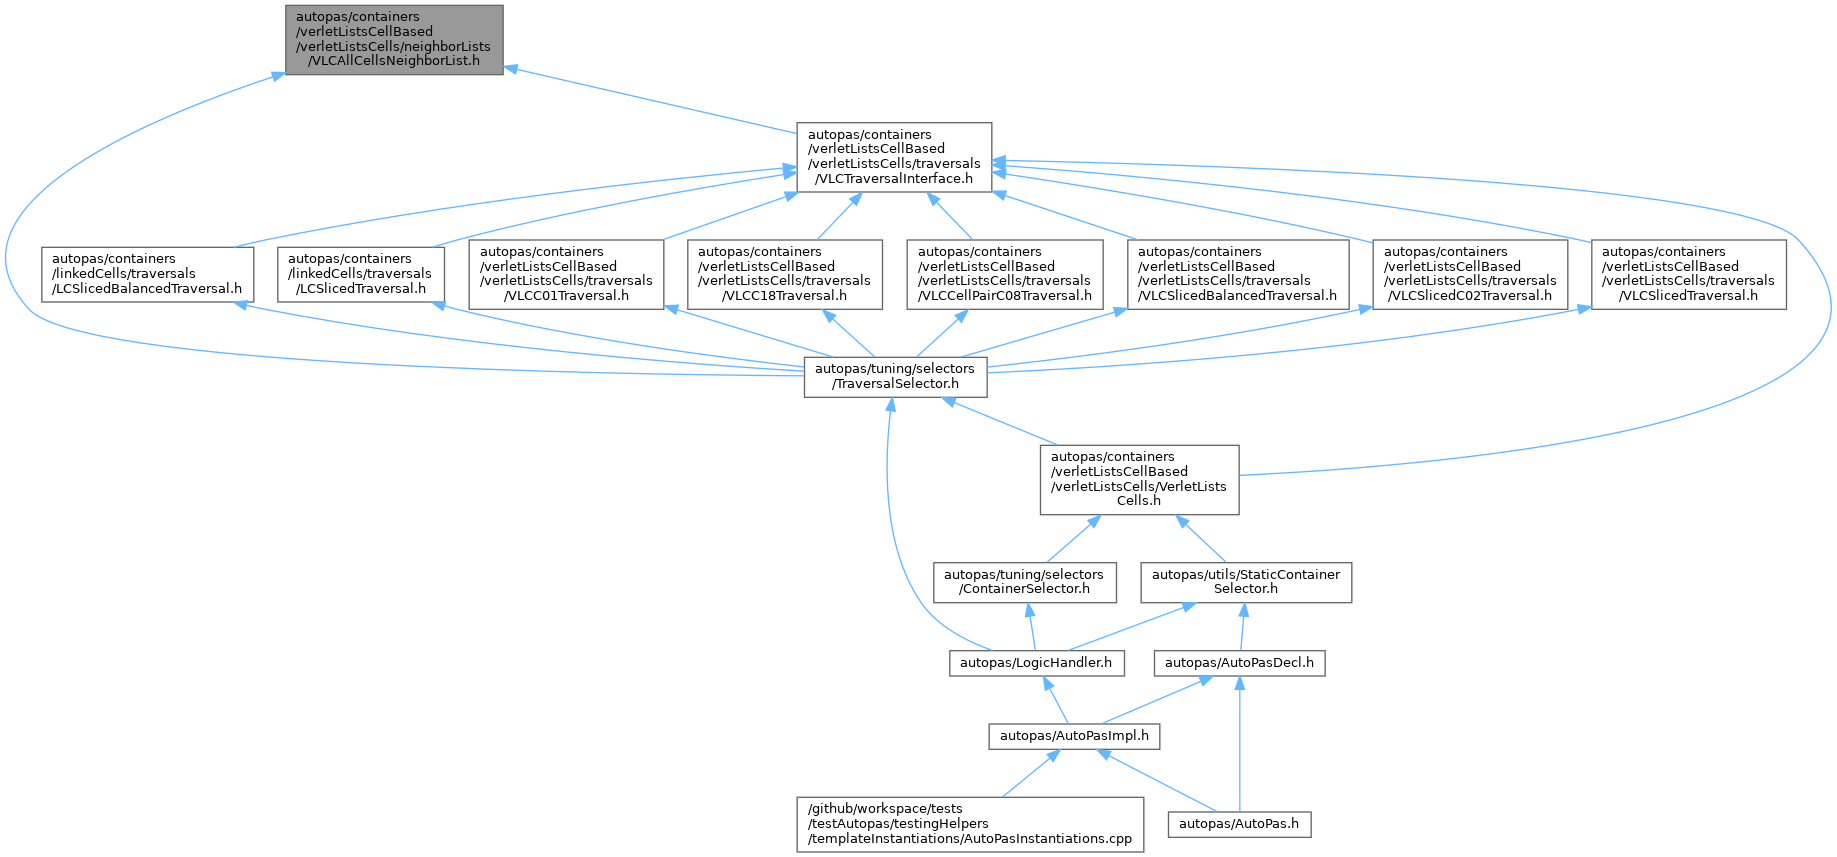 autopas/containers
/verletListsCellBased
/verletListsCells/neighborLists
/VLCAllCellsNeighborList.h
autopas/containers
/verletListsCellBased
/verletListsCells/traversals
/VLCTraversalInterface.h
autopas/containers
/linkedCells/traversals
/LCSlicedBalancedTraversal.h
autopas/containers
/linkedCells/traversals
/LCSlicedTraversal.h
autopas/containers
/verletListsCellBased
/verletListsCells/traversals
/VLCC01Traversal.h
autopas/containers
/verletListsCellBased
/verletListsCells/traversals
/VLCC18Traversal.h
autopas/containers
/verletListsCellBased
/verletListsCells/traversals
/VLCCellPairC08Traversal.h
autopas/containers
/verletListsCellBased
/verletListsCells/traversals
/VLCSlicedBalancedTraversal.h
autopas/containers
/verletListsCellBased
/verletListsCells/traversals
/VLCSlicedC02Traversal.h
autopas/containers
/verletListsCellBased
/verletListsCells/traversals
/VLCSlicedTraversal.h
autopas/tuning/selectors
/TraversalSelector.h
autopas/containers
/verletListsCellBased
/verletListsCells/VerletLists
Cells.h
autopas/tuning/selectors
/ContainerSelector.h
autopas/utils/StaticContainer
Selector.h
autopas/LogicHandler.h
autopas/AutoPasDecl.h
autopas/AutoPasImpl.h
/github/workspace/tests
/testAutopas/testingHelpers
/templateInstantiations/AutoPasInstantiations.cpp
autopas/AutoPas.h